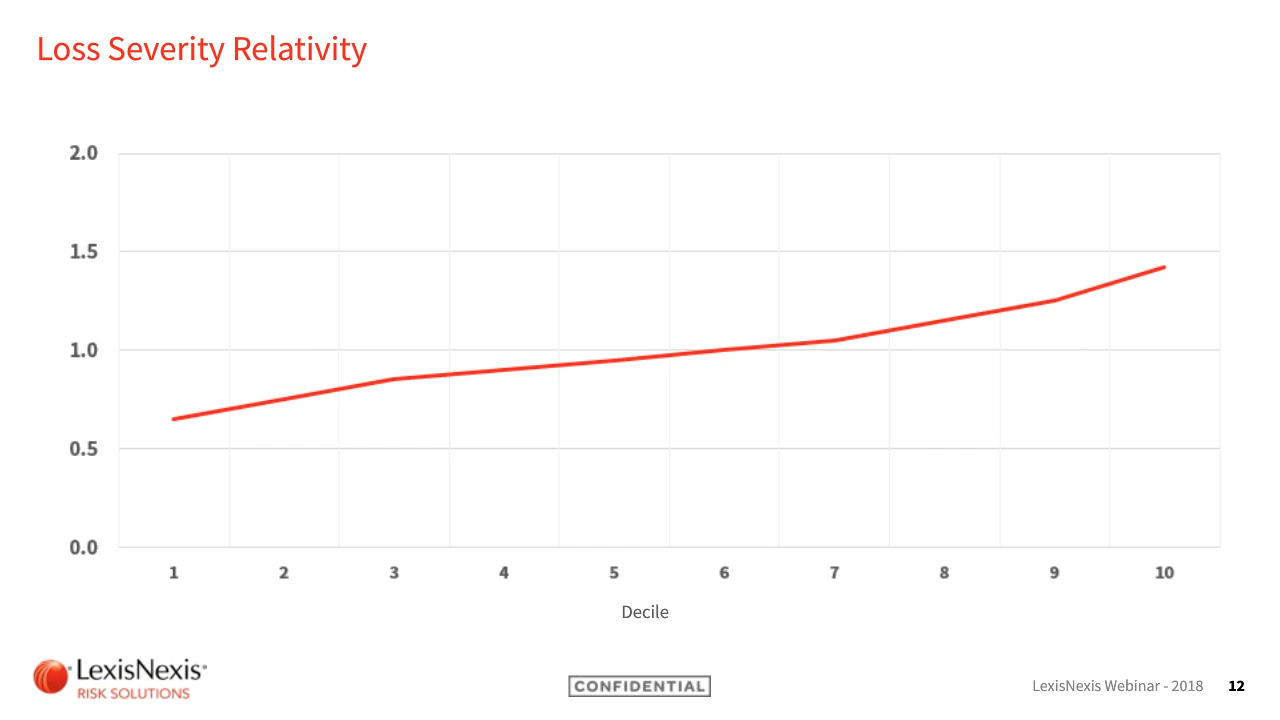 Loss Severity Relativity
2.0
1.5
1.0
0.5
0.0
1 2 3 4 5 6 7 8 9 10
Decile
LexisNexis®
RISK SOLUTIONS
CONFIDENTIAL
LexisNexis Webinar - 2018 12